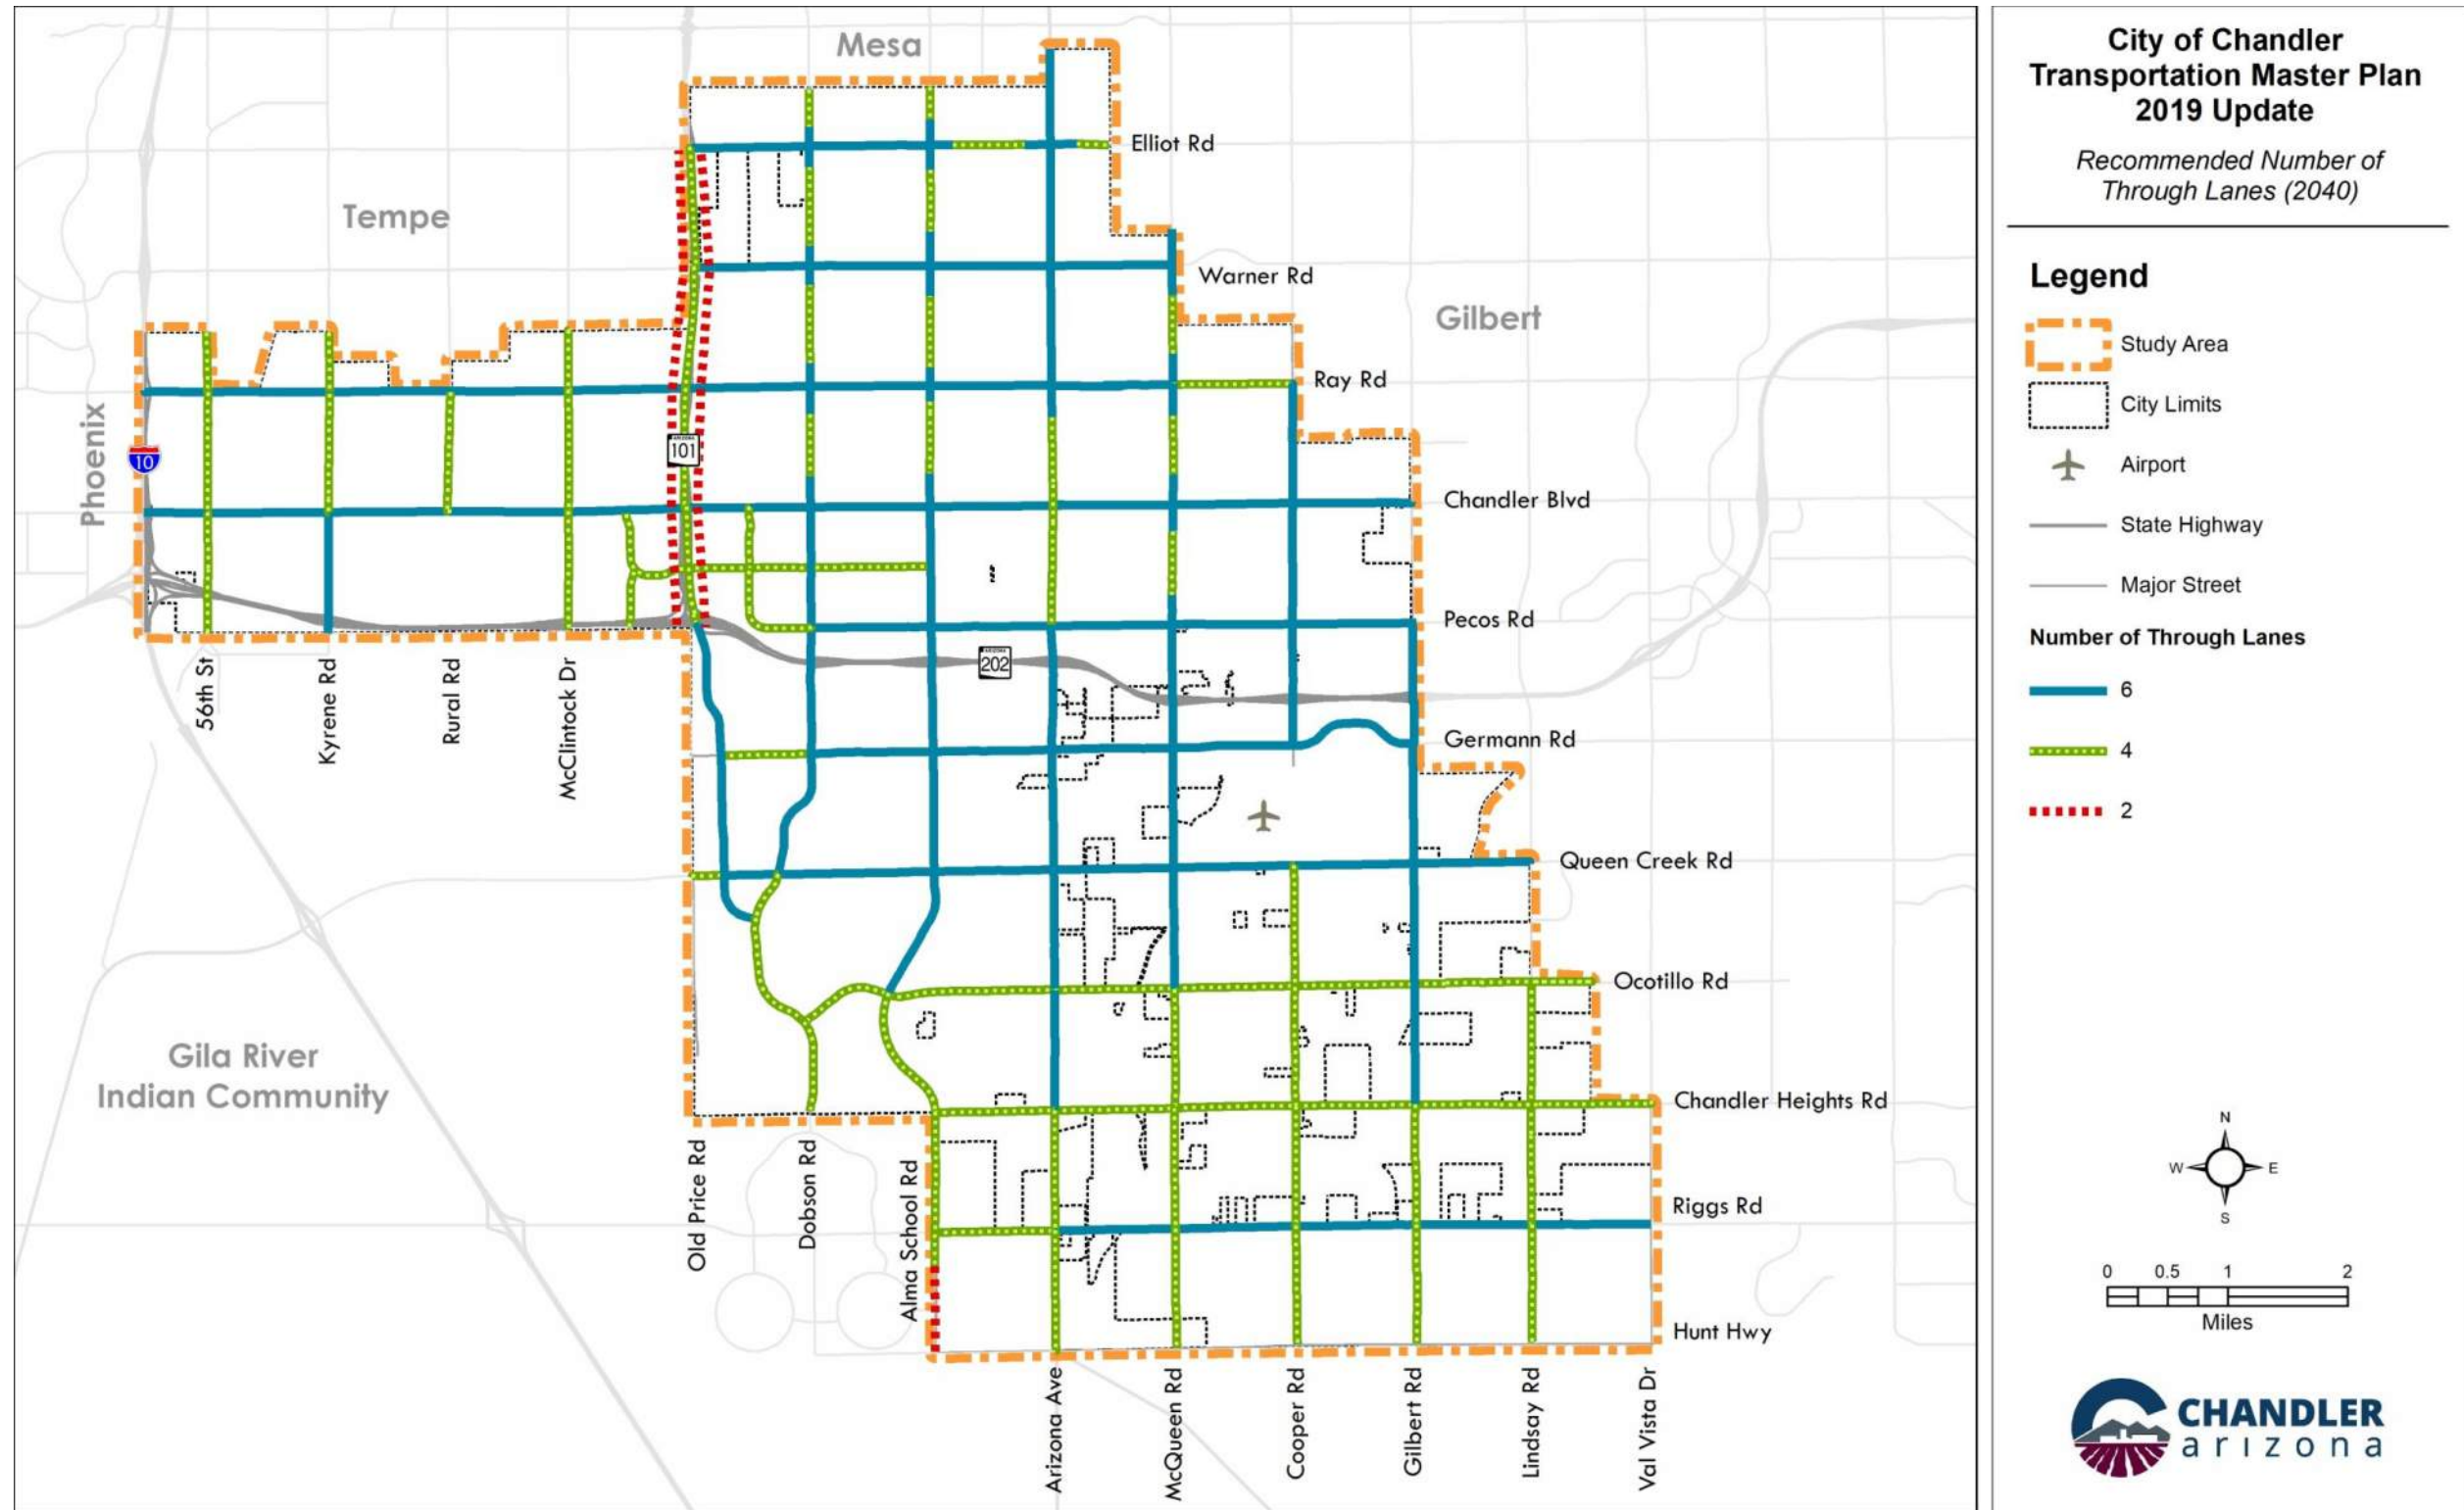 Mesa
Elliot Rd
Tempe
Warner Rd
Gilbert
Ray Rd
Phoenix
10
ARIZONA
101
Chandler Blvd
Pecos Rd
ARIZONA
202
56th St
Kyrene Rd
Rural Rd
McClintock Dr
Germann Rd
Queen Creek Rd
Ocotillo Rd
Gila River
Indian Community
Chandler Heights Rd
Old Price Rd
Dobson Rd
Alma School Rd
Riggs Rd
Hunt Hwy
Arizona Ave
McQueen Rd
Cooper Rd
Gilbert Rd
Lindsay Rd
Val Vista Dr
City of Chandler
Transportation Master Plan
2019 Update
Recommended Number of
Through Lanes (2040)
Legend
Study Area
City Limits
Airport
State Highway
Major Street
Number of Through Lanes
6
4
2
N
W E
S
0 0.5 1 2
Miles
CHANDLER
arizona